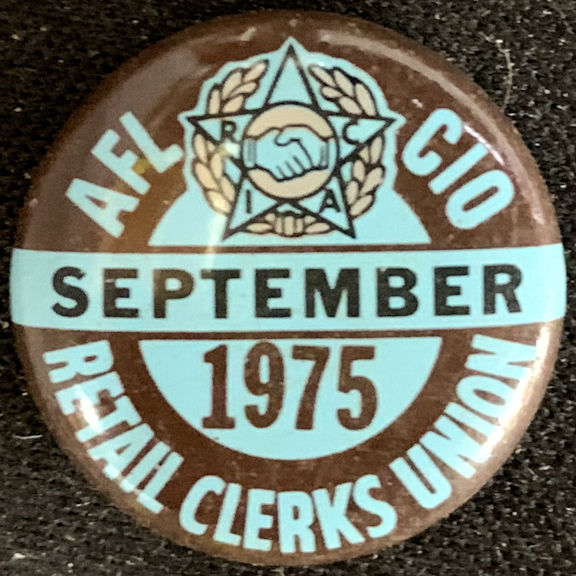 AFL CIO
R C
I A
SEPTEMBER
1975
RETAIL CLERKS UNION